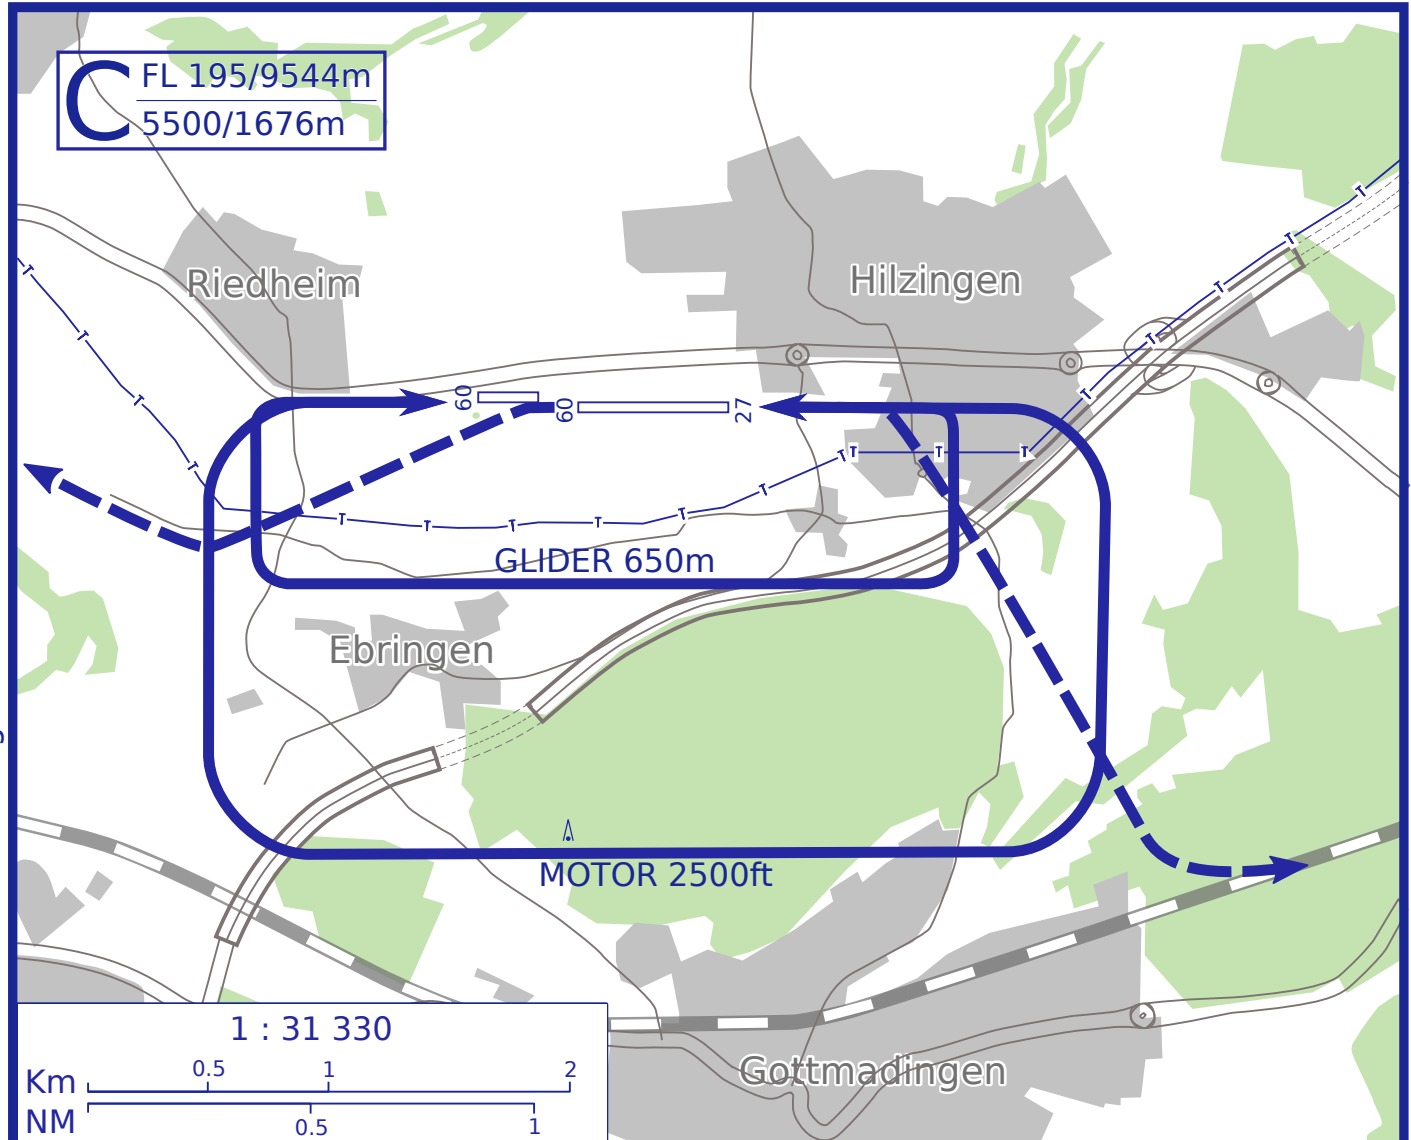 C
FL 195/9544m
5500/1676m
Riedheim
Hilzingen
09
09
27
GLIDER 650m
Ebringen
MOTOR 2500ft
Gottmadingen
1 : 31 330
Km 0.5 1 2
NM 0.5 1